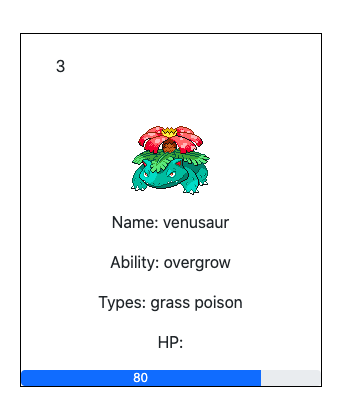 3
Name: venusaur
Ability: overgrow
Types: grass poison
HP:
80